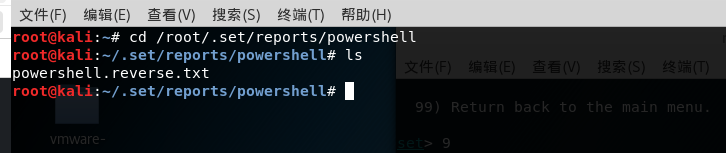 文件(F) 编辑(E) 查看(V) 搜索(S) 终端(T) 帮助(H)
root@kali:~# cd /root/.set/reports/powershell
root@kali:~/.set/reports/powershell# ls
powershell.reverse.txt
root@kali:~/.set/reports/powershell#
文件(F) 编辑(E) 查看(V) 搜索(S) 终端(T)
99) Return back to the main menu.
set> 9
vmware-